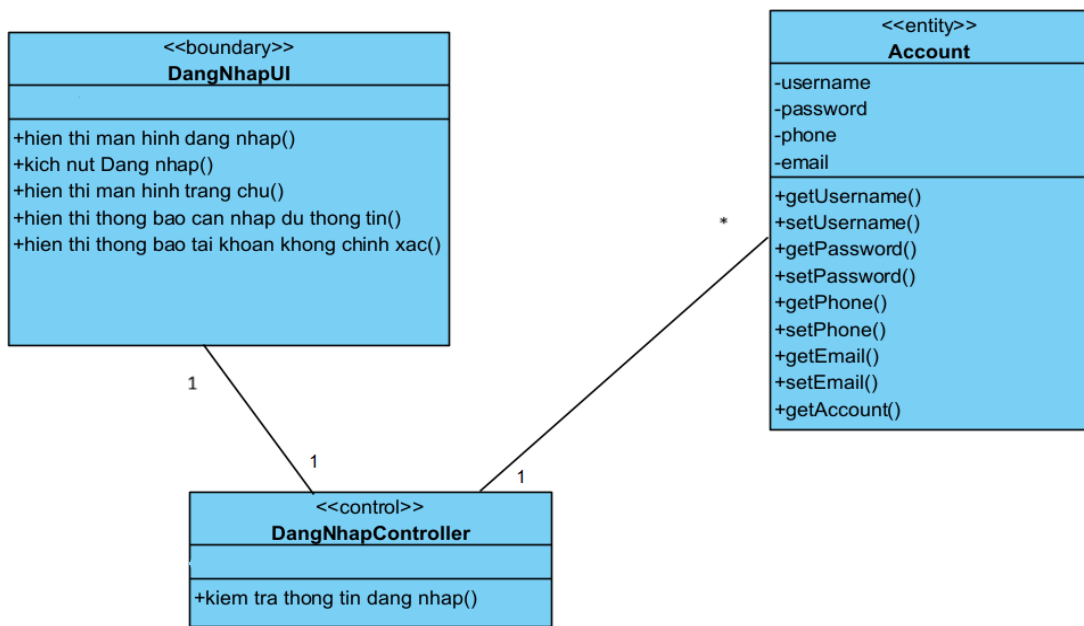 <<boundary>>
DangNhapUI
+hien thi man hinh dang nhap()
+kich nut Dang nhap()
+hien thi man hinh trang chu()
+hien thi thong bao can nhap du thong tin()
+hien thi thong bao tai khoan khong chinh xac()
<<entity>>
Account
-username
-password
-phone
-email
+getUsername()
+setUsername()
+getPassword()
+setPassword()
+getPhone()
+setPhone()
+getEmail()
+setEmail()
+getAccount()
*
1
1
1
<<control>>
DangNhapController
+kiem tra thong tin dang nhap()